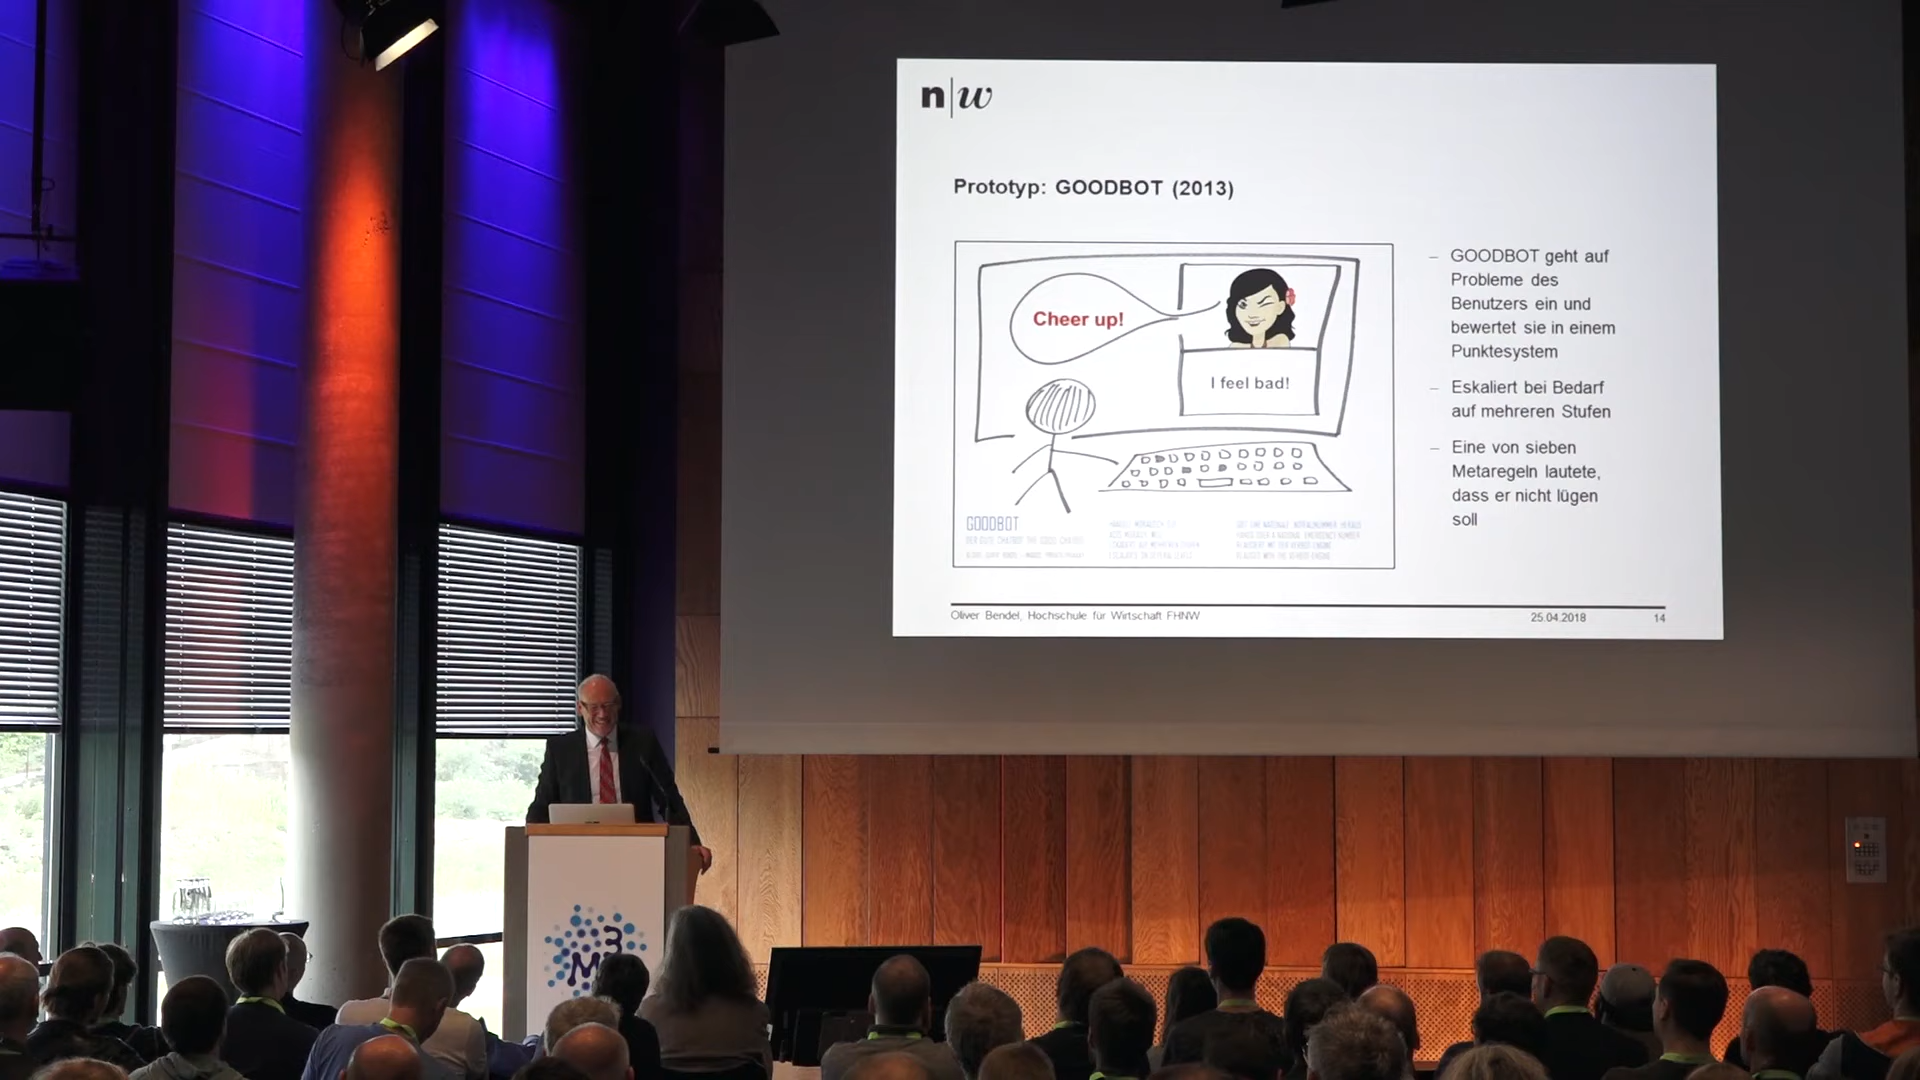 n|w
Prototyp: GOODBOT (2013)
Cheer up!
I feel bad!
GOODBOT
– GOODBOT geht auf
Probleme des
Benutzers ein und
bewertet sie in einem
Punktesystem
– Eskaliert bei Bedarf
auf mehreren Stufen
– Eine von sieben
Metaregeln lautete,
dass er nicht lügen
soll
Oliver Bendel, Hochschule für Wirtschaft FHNW
25.04.2018
14
M3